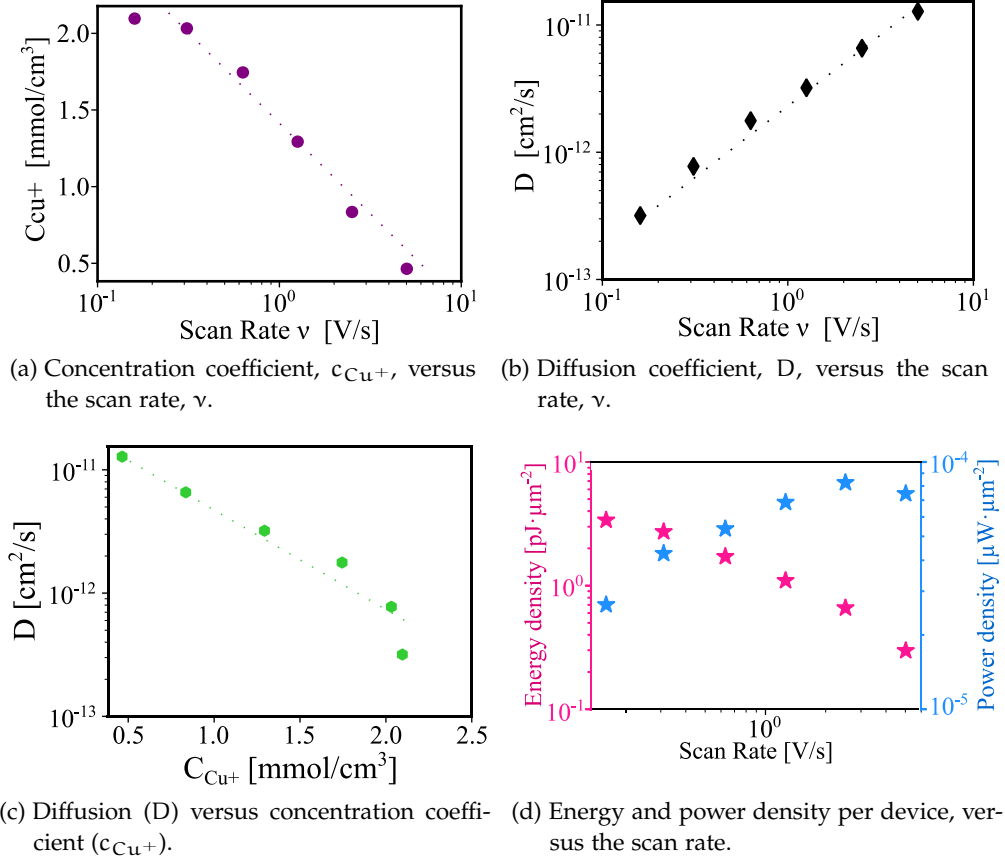 Ccu+ [mmol/cm³]
2.0
1.5
1.0
0.5
10⁻¹
10⁰
10¹
Scan Rate ν [V/s]
(a) Concentration coefficient, c_Cu⁺, versus
the scan rate, ν.
D [cm²/s]
10⁻¹¹
10⁻¹²
10⁻¹³
10⁻¹
10⁰
10¹
Scan Rate ν [V/s]
(b) Diffusion coefficient, D, versus the scan
rate, ν.
D [cm²/s]
10⁻¹¹
10⁻¹²
10⁻¹³
0.5
1.0
1.5
2.0
2.5
C_Cu+ [mmol/cm³]
(c) Diffusion (D) versus concentration coeffi-
cient (c_Cu⁺).
Energy density [pJ·µm⁻²]
10¹
10⁰
10⁻¹
10⁻⁴
10⁻⁵
Power density [µW·µm⁻²]
10⁰
Scan Rate [V/s]
(d) Energy and power density per device, ver-
sus the scan rate.